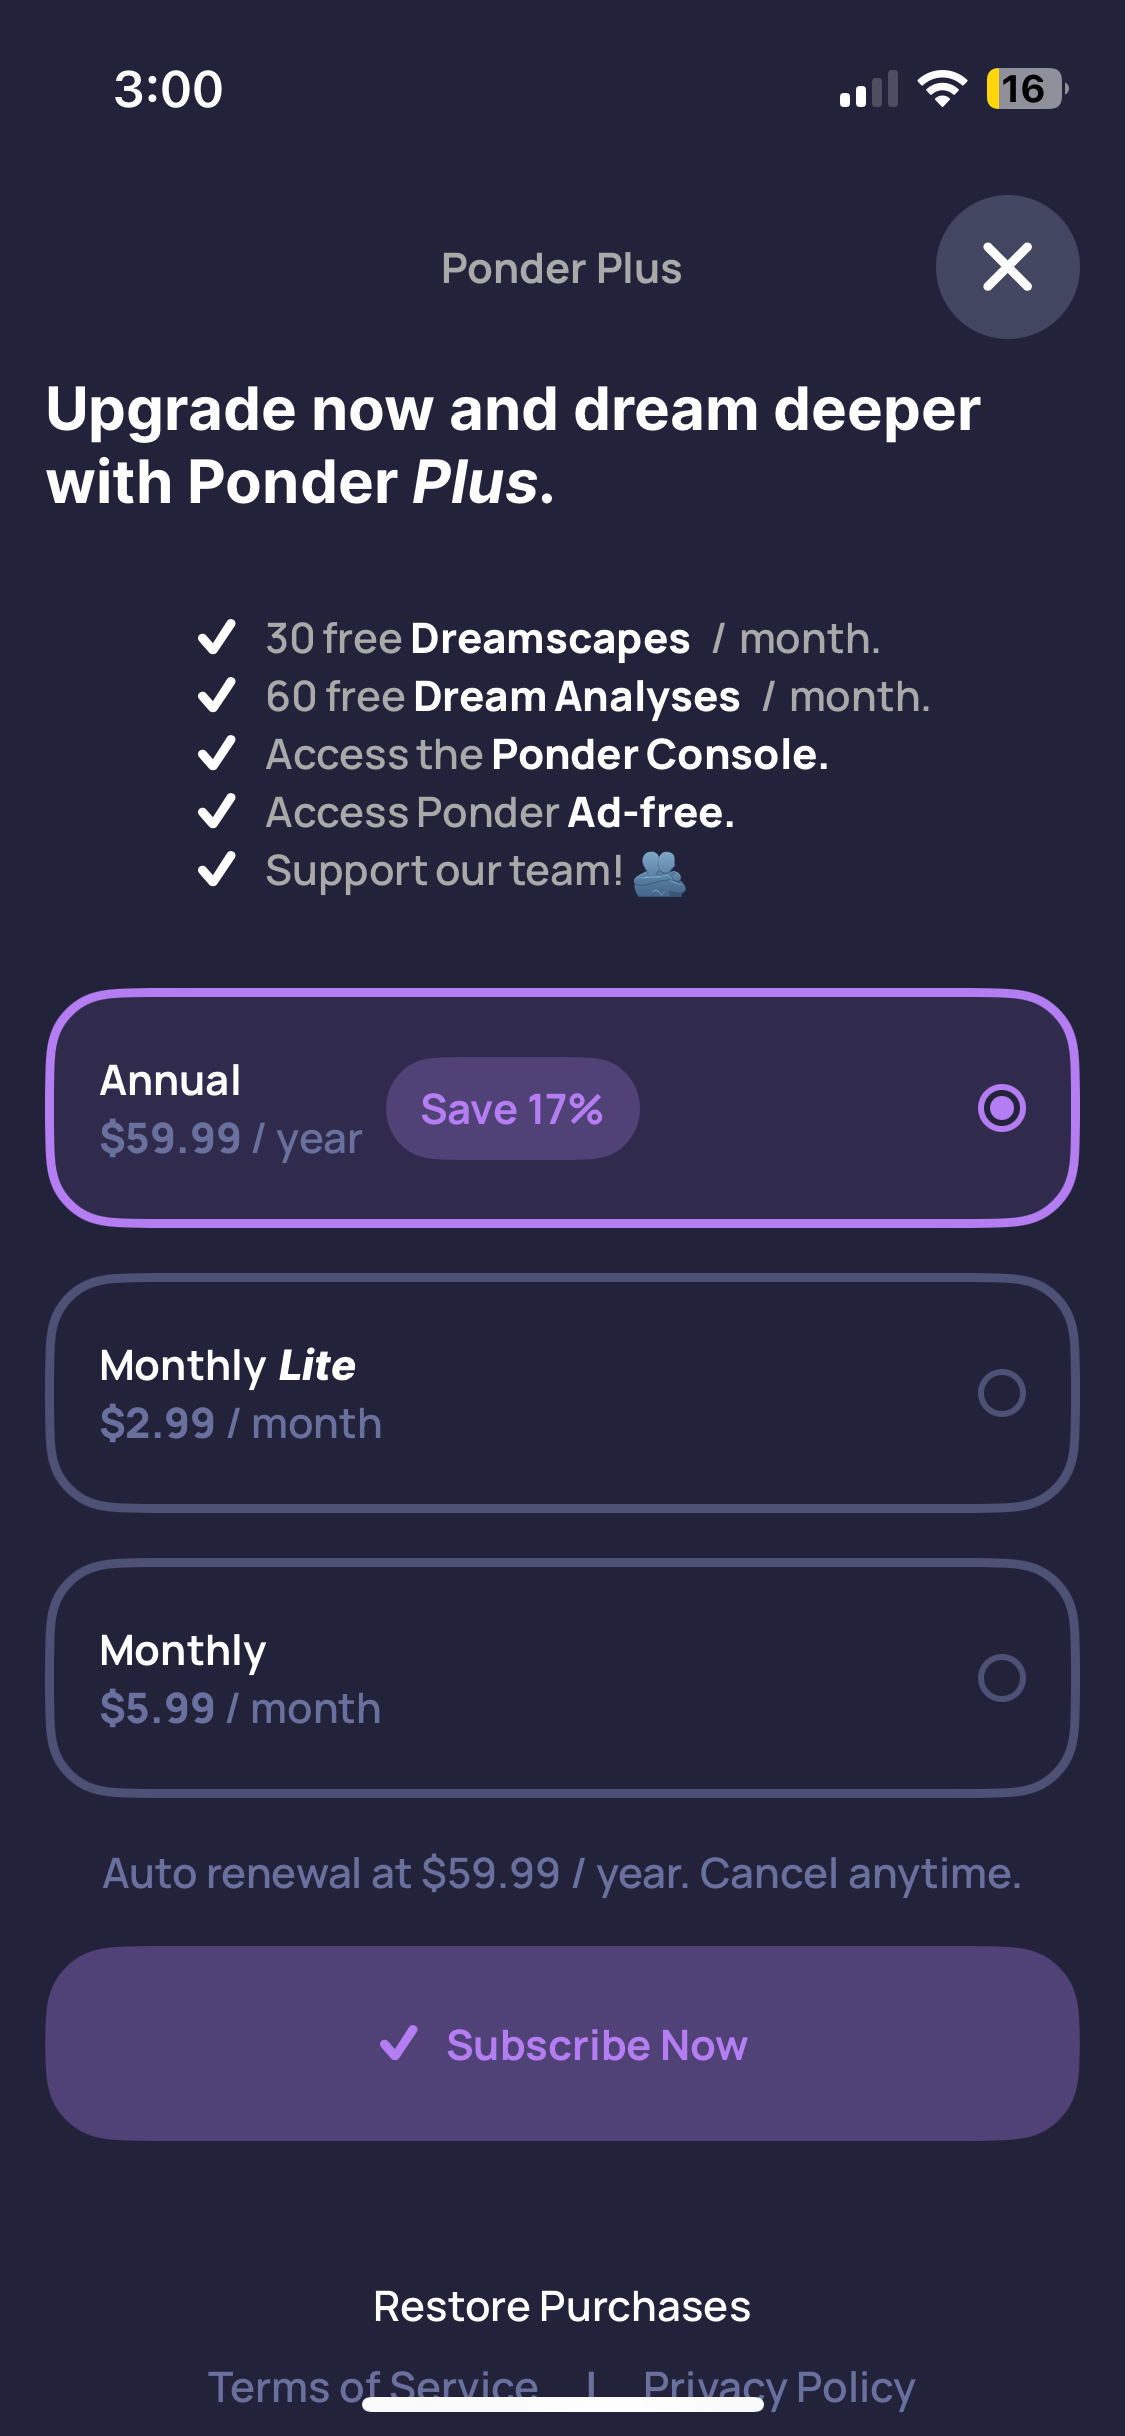 3:00
16
Ponder Plus
Upgrade now and dream deeper
with Ponder Plus.
30 free Dreamscapes / month.
60 free Dream Analyses / month.
Access the Ponder Console.
Access Ponder Ad-free.
Support our team! 🫂
Annual
$59.99 / year
Save 17%
Monthly Lite
$2.99 / month
Monthly
$5.99 / month
Auto renewal at $59.99 / year. Cancel anytime.
Subscribe Now
Restore Purchases
Terms of Service | Privacy Policy